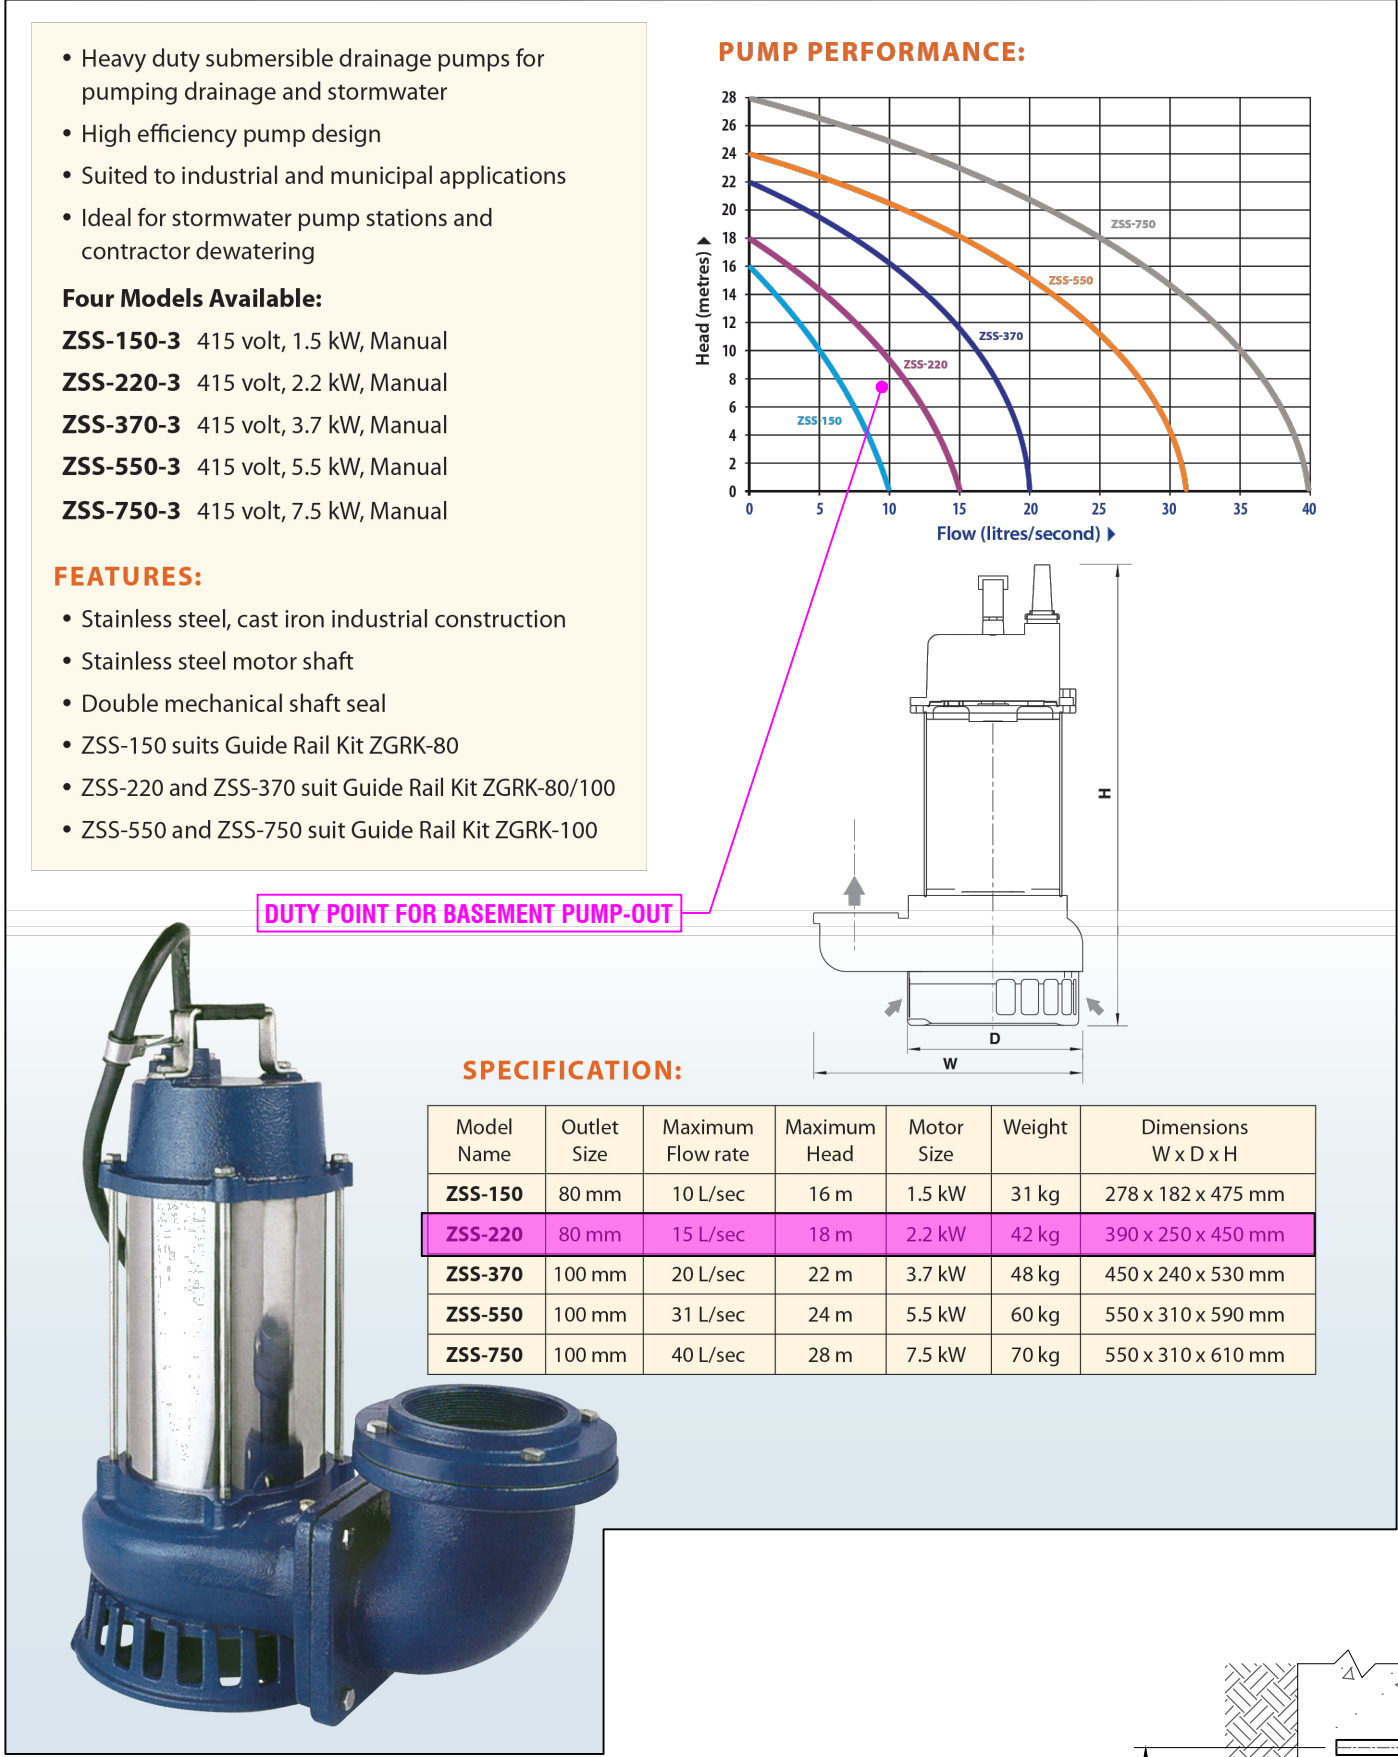 • Heavy duty submersible drainage pumps for
pumping drainage and stormwater
• High efficiency pump design
• Suited to industrial and municipal applications
• Ideal for stormwater pump stations and
contractor dewatering
Four Models Available:
ZSS-150-3 415 volt, 1.5 kW, Manual
ZSS-220-3 415 volt, 2.2 kW, Manual
ZSS-370-3 415 volt, 3.7 kW, Manual
ZSS-550-3 415 volt, 5.5 kW, Manual
ZSS-750-3 415 volt, 7.5 kW, Manual
FEATURES:
• Stainless steel, cast iron industrial construction
• Stainless steel motor shaft
• Double mechanical shaft seal
• ZSS-150 suits Guide Rail Kit ZGRK-80
• ZSS-220 and ZSS-370 suit Guide Rail Kit ZGRK-80/100
• ZSS-550 and ZSS-750 suit Guide Rail Kit ZGRK-100
PUMP PERFORMANCE:
Head (metres)
28
26
24
22
20
18
16
14
12
10
8
6
4
2
0
ZSS-750
ZSS-550
ZSS-370
ZSS-220
ZSS-150
0 5 10 15 20 25 30 35 40
Flow (litres/second)
H
D
W
DUTY POINT FOR BASEMENT PUMP-OUT
SPECIFICATION:
Model Name Outlet Size Maximum Flow rate Maximum Head Motor Size Weight Dimensions W x D x H
ZSS-150 80 mm 10 L/sec 16 m 1.5 kW 31 kg 278 x 182 x 475 mm
ZSS-220 80 mm 15 L/sec 18 m 2.2 kW 42 kg 390 x 250 x 450 mm
ZSS-370 100 mm 20 L/sec 22 m 3.7 kW 48 kg 450 x 240 x 530 mm
ZSS-550 100 mm 31 L/sec 24 m 5.5 kW 60 kg 550 x 310 x 590 mm
ZSS-750 100 mm 40 L/sec 28 m 7.5 kW 70 kg 550 x 310 x 610 mm